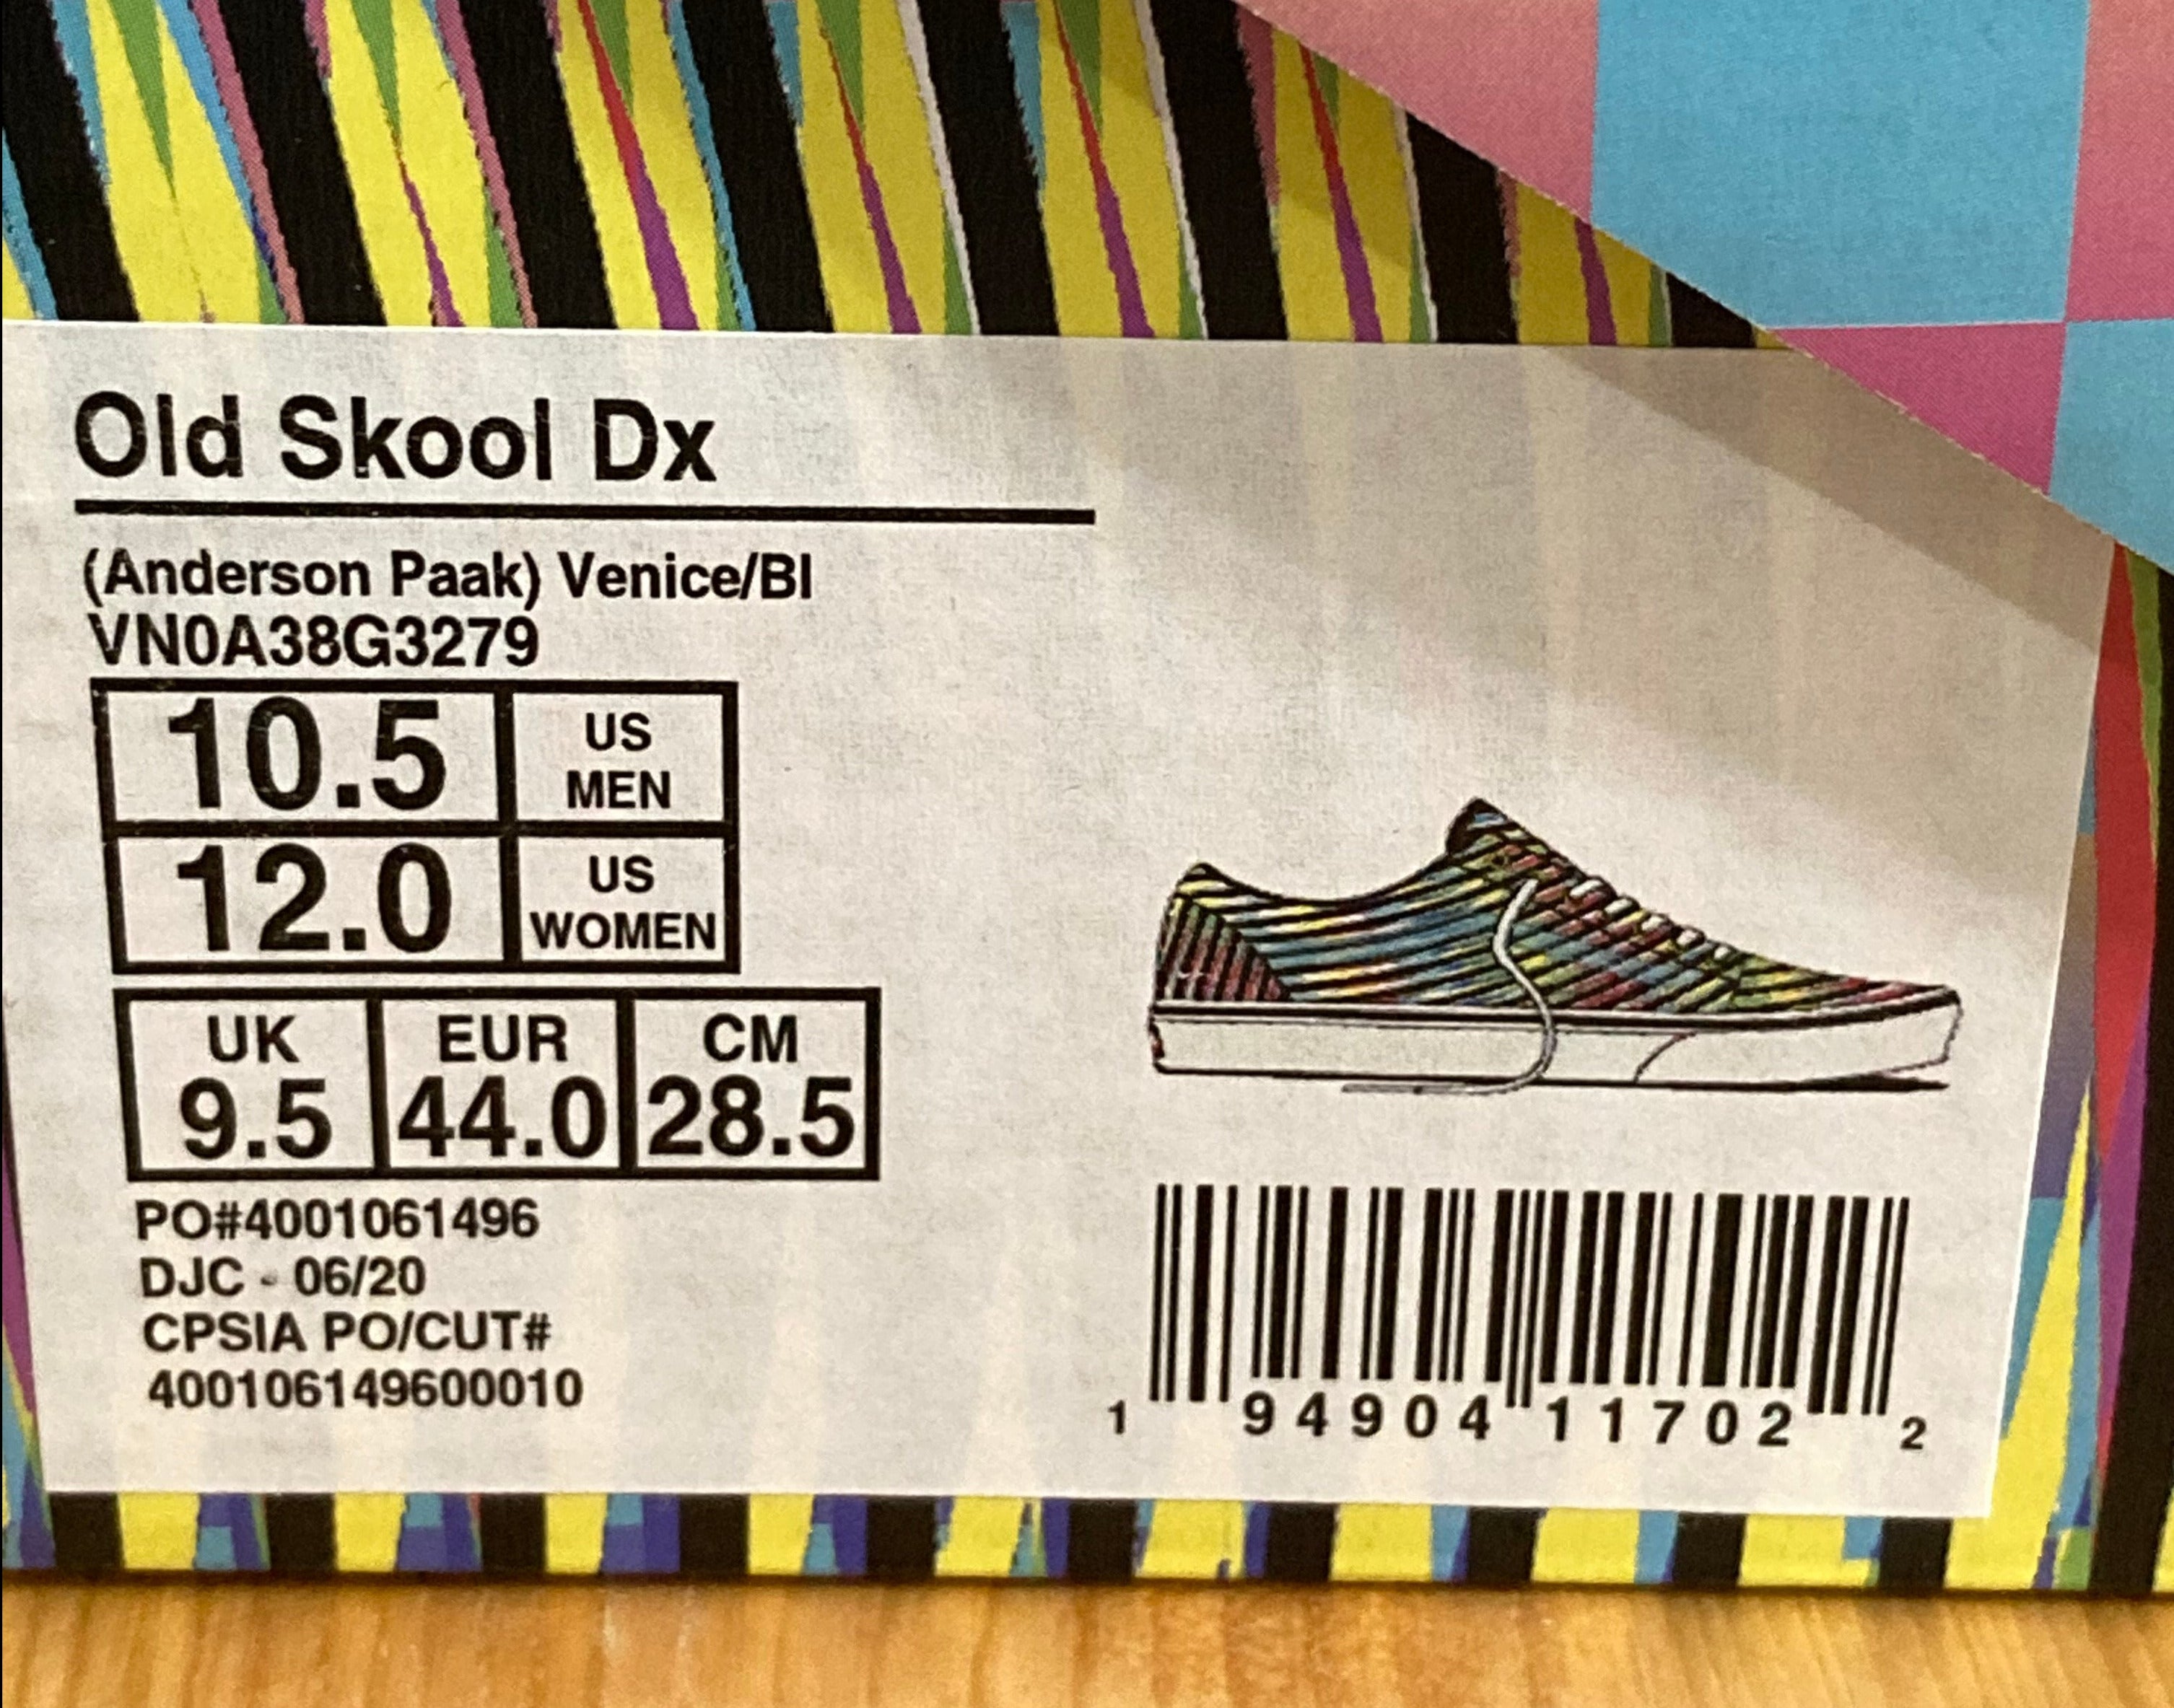 Old Skool Dx
(Anderson Paak) Venice/Bl
VN0A38G3279
10.5 US MEN
12.0 US WOMEN
UK EUR CM
9.5 44.0 28.5
PO#4001061496
DJC - 06/20
CPSIA PO/CUT#
400106149600010
1 94904 11702 2